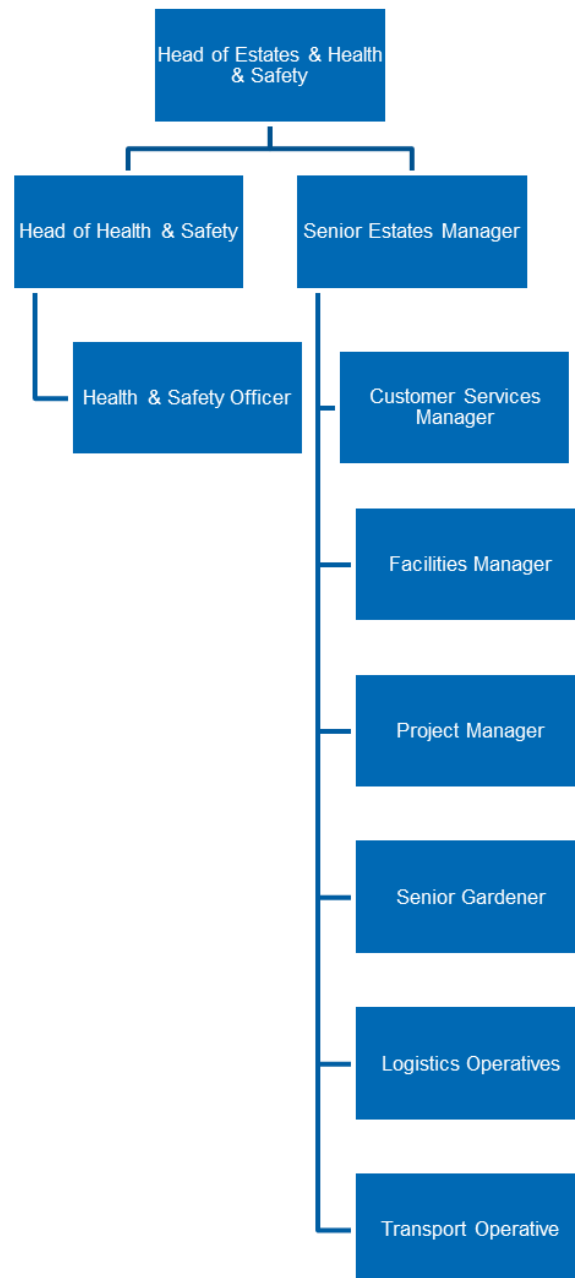 Head of Estates & Health
& Safety
Head of Health & Safety
Senior Estates Manager
Health & Safety Officer
Customer Services
Manager
Facilities Manager
Project Manager
Senior Gardener
Logistics Operatives
Transport Operative